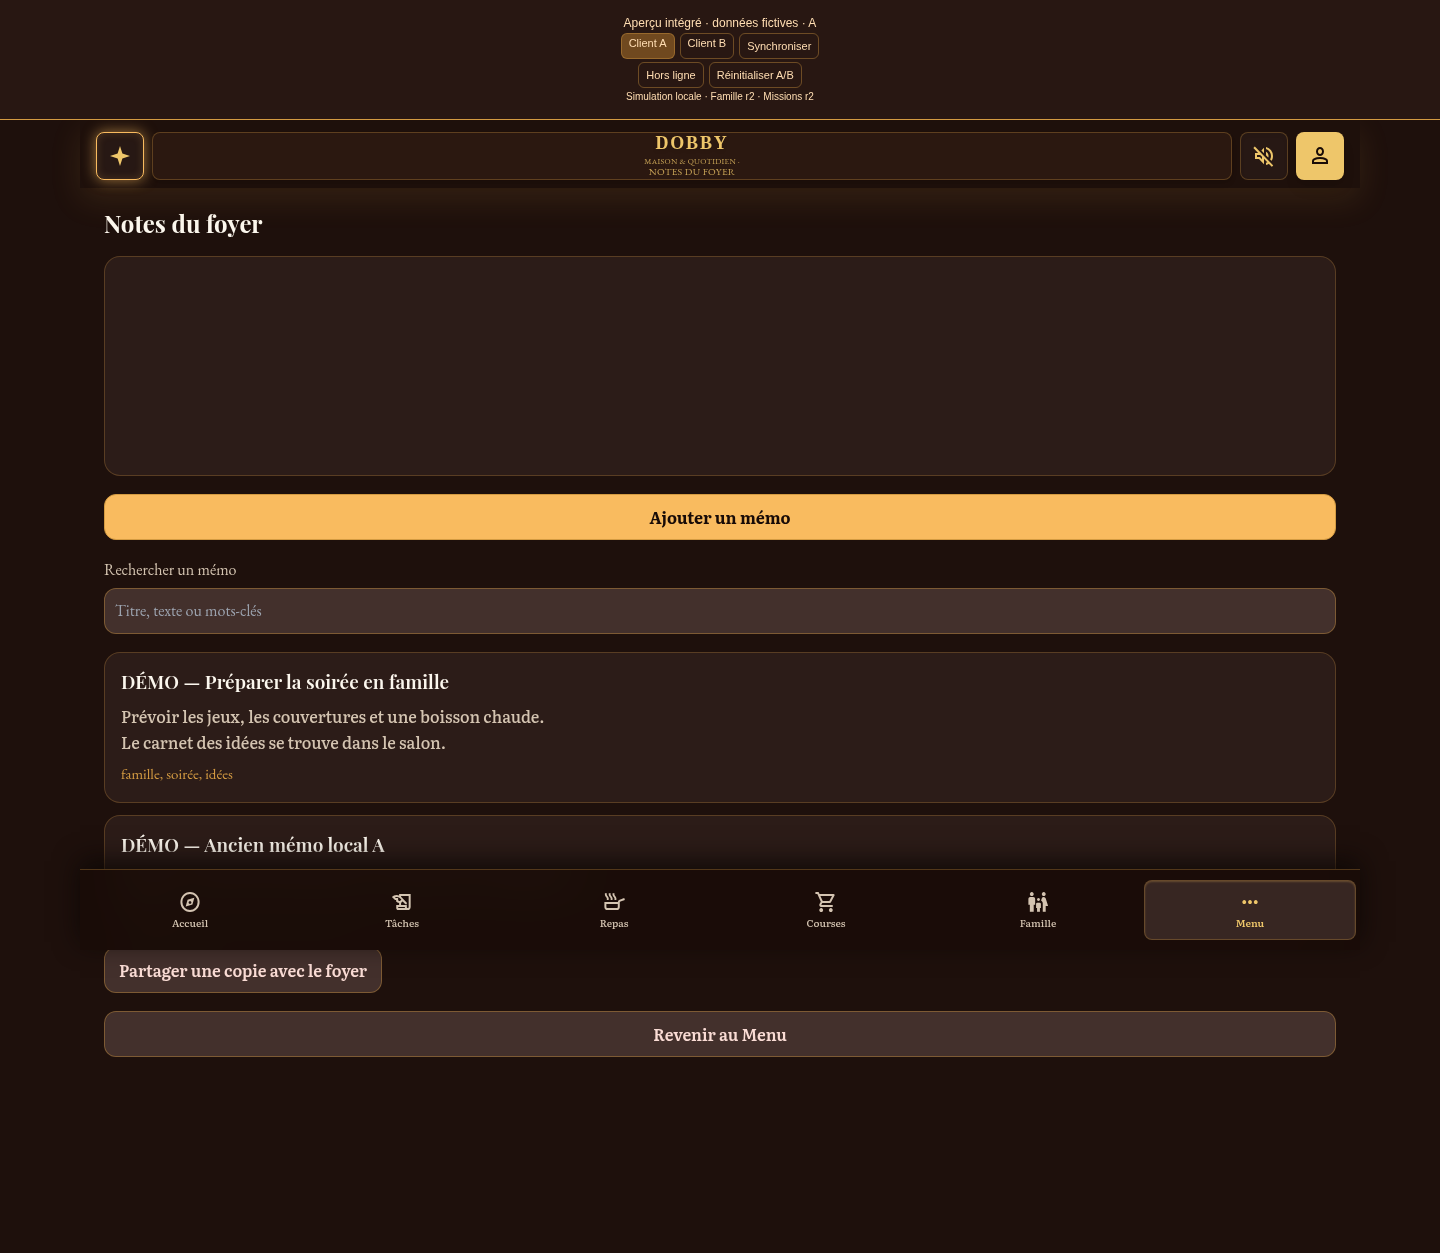 Aperçu intégré · données fictives · A
Client A
Client B
Synchroniser
Hors ligne
Réinitialiser A/B
Simulation locale · Famille r2 · Missions r2
DOBBY
MAISON & QUOTIDIEN ·
NOTES DU FOYER
Notes du foyer
Ajouter un mémo
Rechercher un mémo
Titre, texte ou mots-clés
DÉMO — Préparer la soirée en famille
Prévoir les jeux, les couvertures et une boisson chaude.
Le carnet des idées se trouve dans le salon.
famille, soirée, idées
DÉMO — Ancien mémo local A
Accueil
Tâches
Repas
Courses
Famille
Menu
Partager une copie avec le foyer
Revenir au Menu